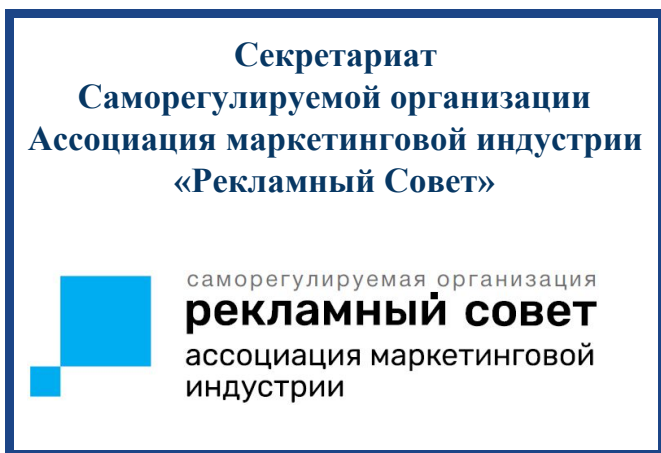 Секретариат
Саморегулируемой организации
Ассоциация маркетинговой индустрии
«Рекламный Совет»
саморегулируемая организация
рекламный совет
ассоциация маркетинговой
индустрии